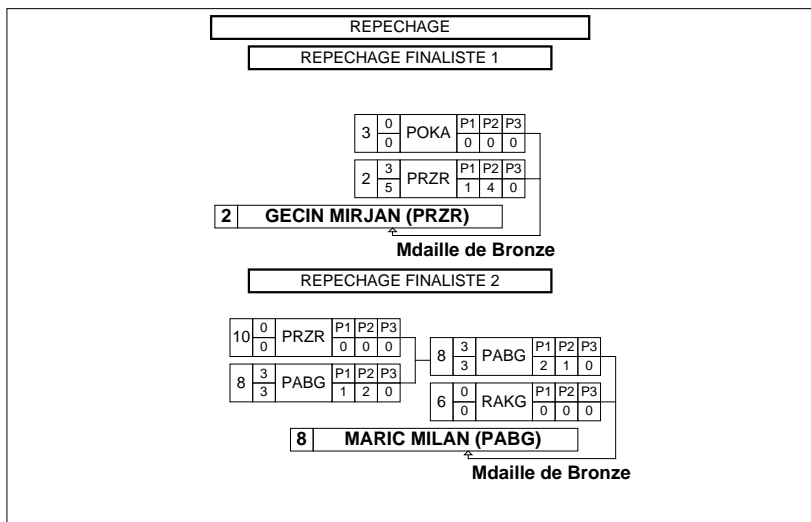 REPECHAGE
REPECHAGE FINALISTE 1
3 0 0 POKA P1 P2 P3 0 0 0
2 3 5 PRZR P1 P2 P3 1 4 0
2 GECIN MIRJAN (PRZR)
Mdaille de Bronze
REPECHAGE FINALISTE 2
10 0 0 PRZR P1 P2 P3 0 0 0
8 3 3 PABG P1 P2 P3 2 1 0
8 3 3 PABG P1 P2 P3 1 2 0
6 0 0 RAKG P1 P2 P3 0 0 0
8 MARIC MILAN (PABG)
Mdaille de Bronze